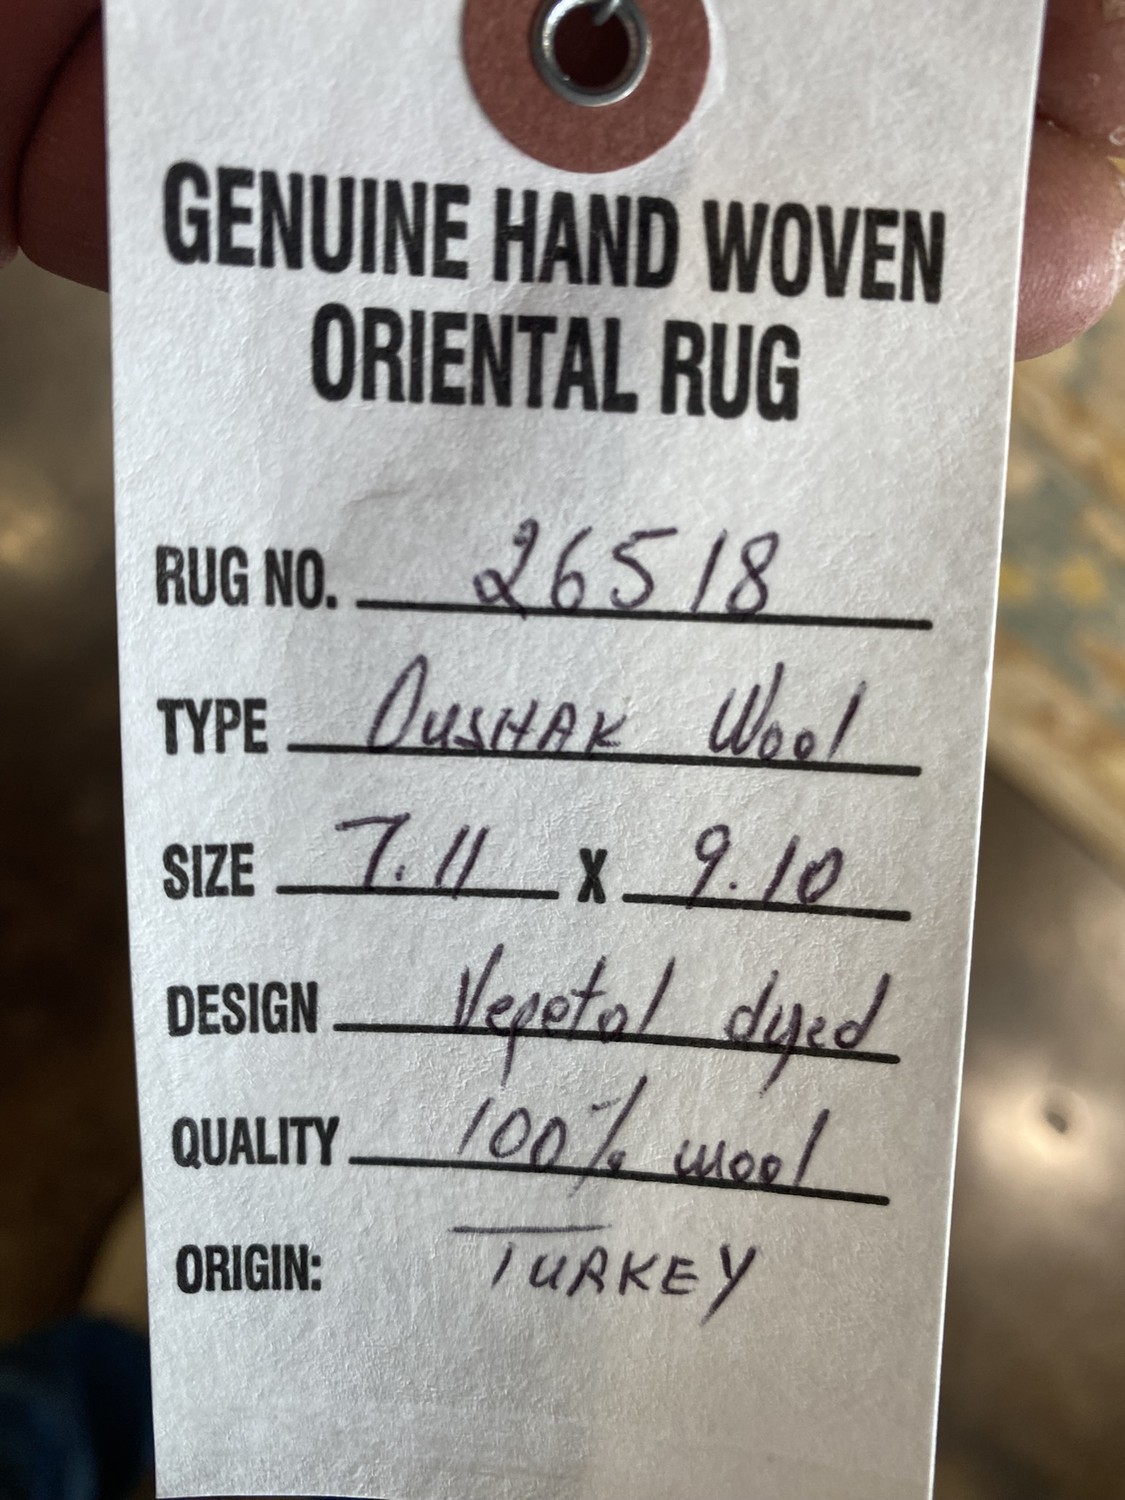 GENUINE HAND WOVEN
ORIENTAL RUG
RUG NO. 26518
TYPE OUSHAK Wool
SIZE 7.11 X 9.10
DESIGN Vegetol dyed
QUALITY 100% wool
ORIGIN: TURKEY